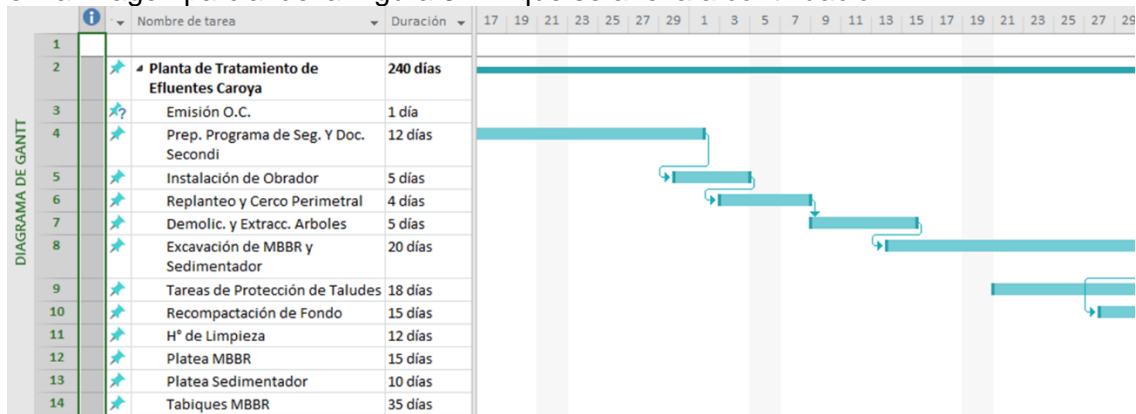 Nombre de tarea Duración 17 19 21 23 25 27 29 1 3 5 7 9 11 13 15 17 19 21 23 25 27 29
DIAGRAMA DE GANTT
1
2 Planta de Tratamiento de 240 días
Efluentes Caroya
3 Emisión O.C. 1 día
4 Prep. Programa de Seg. Y Doc. 12 días
Secondi
5 Instalación de Obrador 5 días
6 Replanteo y Cerco Perimetral 4 días
7 Demolic. y Extracc. Arboles 5 días
8 Excavación de MBBR y 20 días
Sedimentador
9 Tareas de Protección de Taludes 18 días
10 Recompactación de Fondo 15 días
11 H° de Limpieza 12 días
12 Platea MBBR 15 días
13 Platea Sedimentador 10 días
14 Tabiques MBBR 35 días